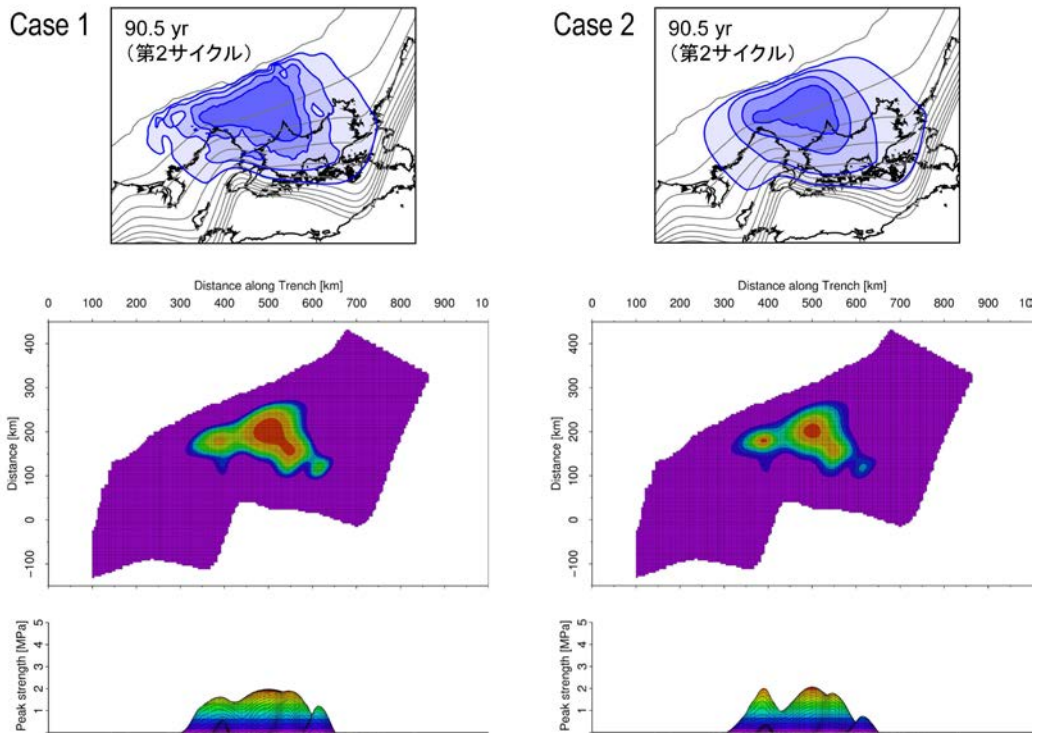 Case 1
90.5 yr
（第2サイクル）
Case 2
90.5 yr
（第2サイクル）
Distance along Trench [km]
0 100 200 300 400 500 600 700 800 900 10
Distance [km]
400
300
200
100
0
−100
Distance along Trench [km]
0 100 200 300 400 500 600 700 800 900 10
Distance [km]
400
300
200
100
0
−100
Peak strength [MPa]
5
4
3
2
1
Peak strength [MPa]
5
4
3
2
1